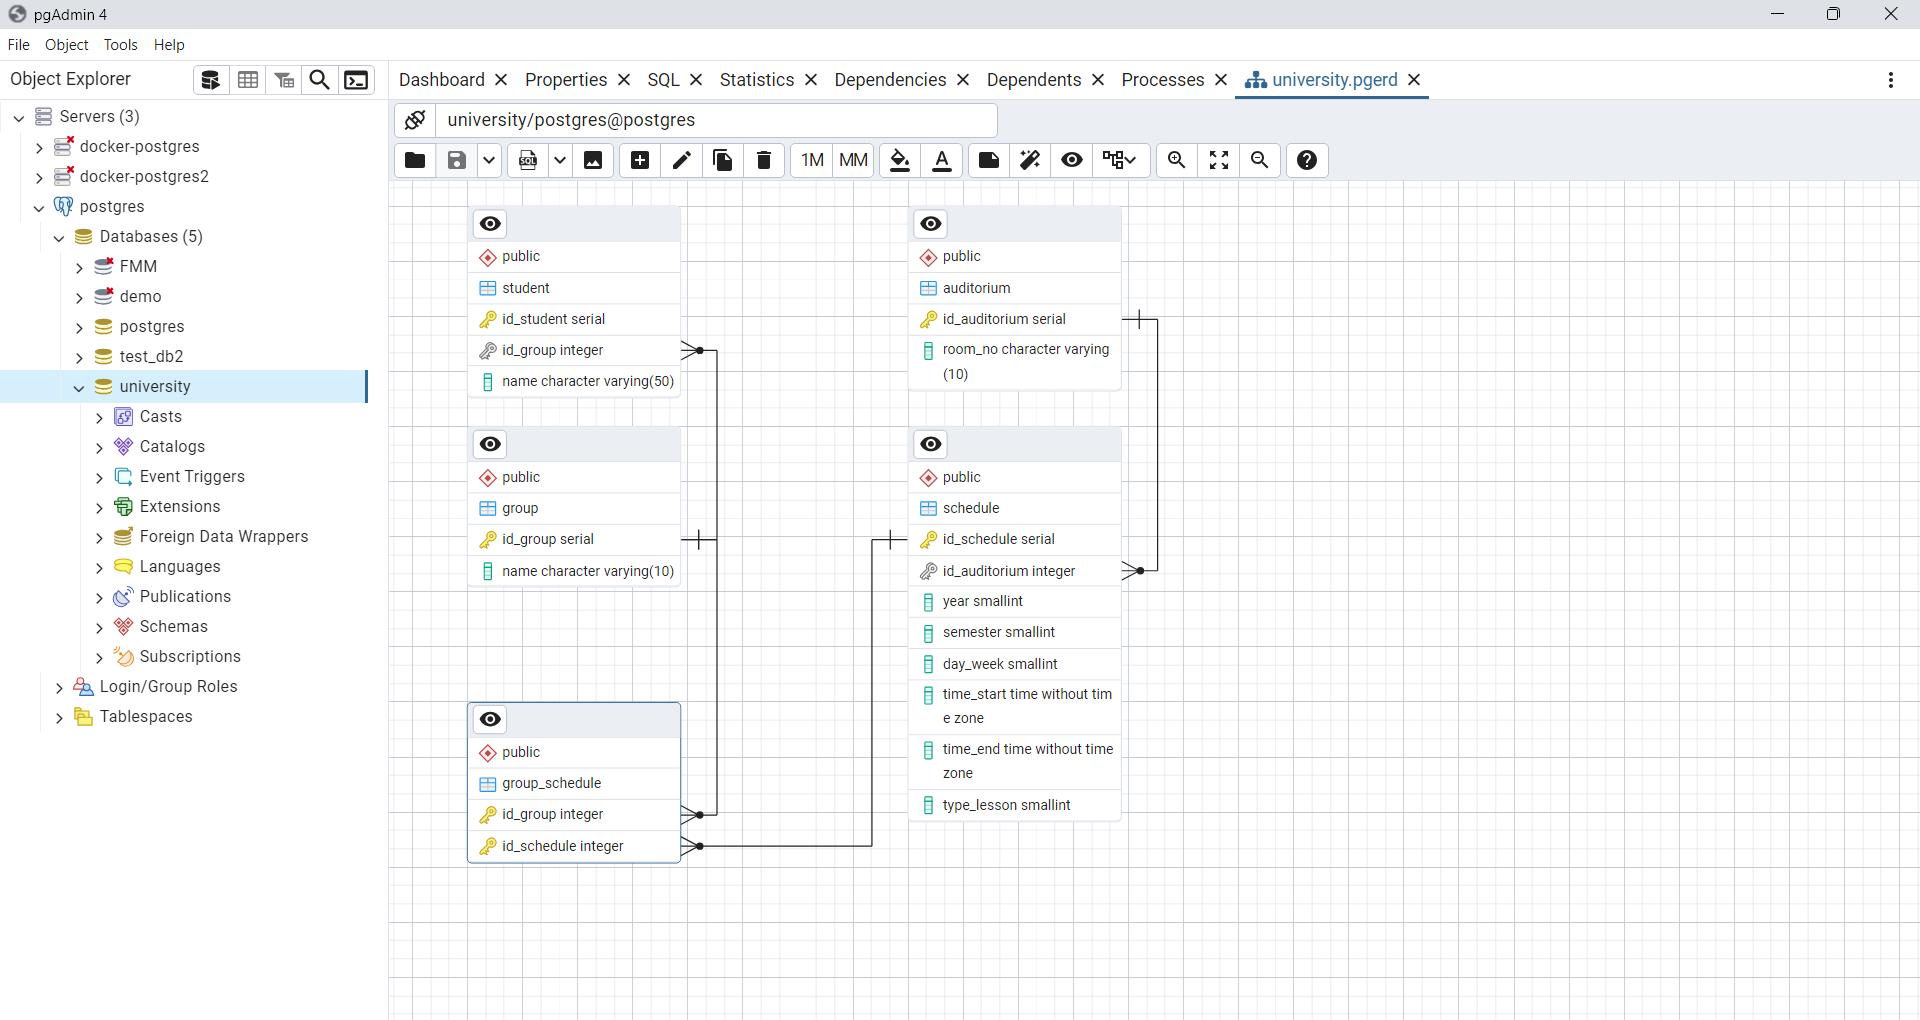 pgAdmin 4
File Object Tools Help
Object Explorer
Dashboard Properties SQL Statistics Dependencies Dependents Processes university.pgerd
Servers (3)
docker-postgres
docker-postgres2
postgres
Databases (5)
FMM
demo
postgres
test_db2
university
Casts
Catalogs
Event Triggers
Extensions
Foreign Data Wrappers
Languages
Publications
Schemas
Subscriptions
Login/Group Roles
Tablespaces
university/postgres@postgres
SQL 1M MM A
public
student
id_student serial
id_group integer
name character varying(50)
public
group
id_group serial
name character varying(10)
public
group_schedule
id_group integer
id_schedule integer
public
auditorium
id_auditorium serial
room_no character varying
(10)
public
schedule
id_schedule serial
id_auditorium integer
year smallint
semester smallint
day_week smallint
time_start time without tim
e zone
time_end time without time
zone
type_lesson smallint